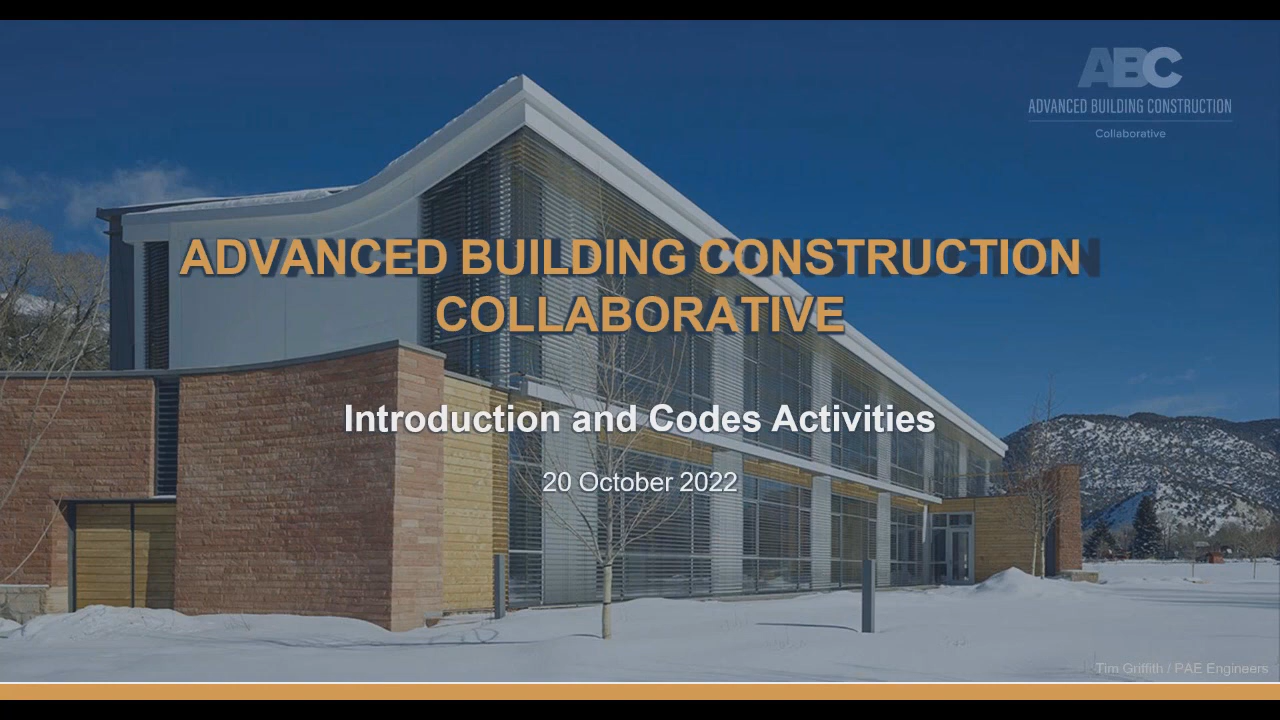 ABC
ADVANCED BUILDING CONSTRUCTION
Collaborative
ADVANCED BUILDING CONSTRUCTION
COLLABORATIVE
Introduction and Codes Activities
20 October 2022
Tim Griffith / PAE Engineers